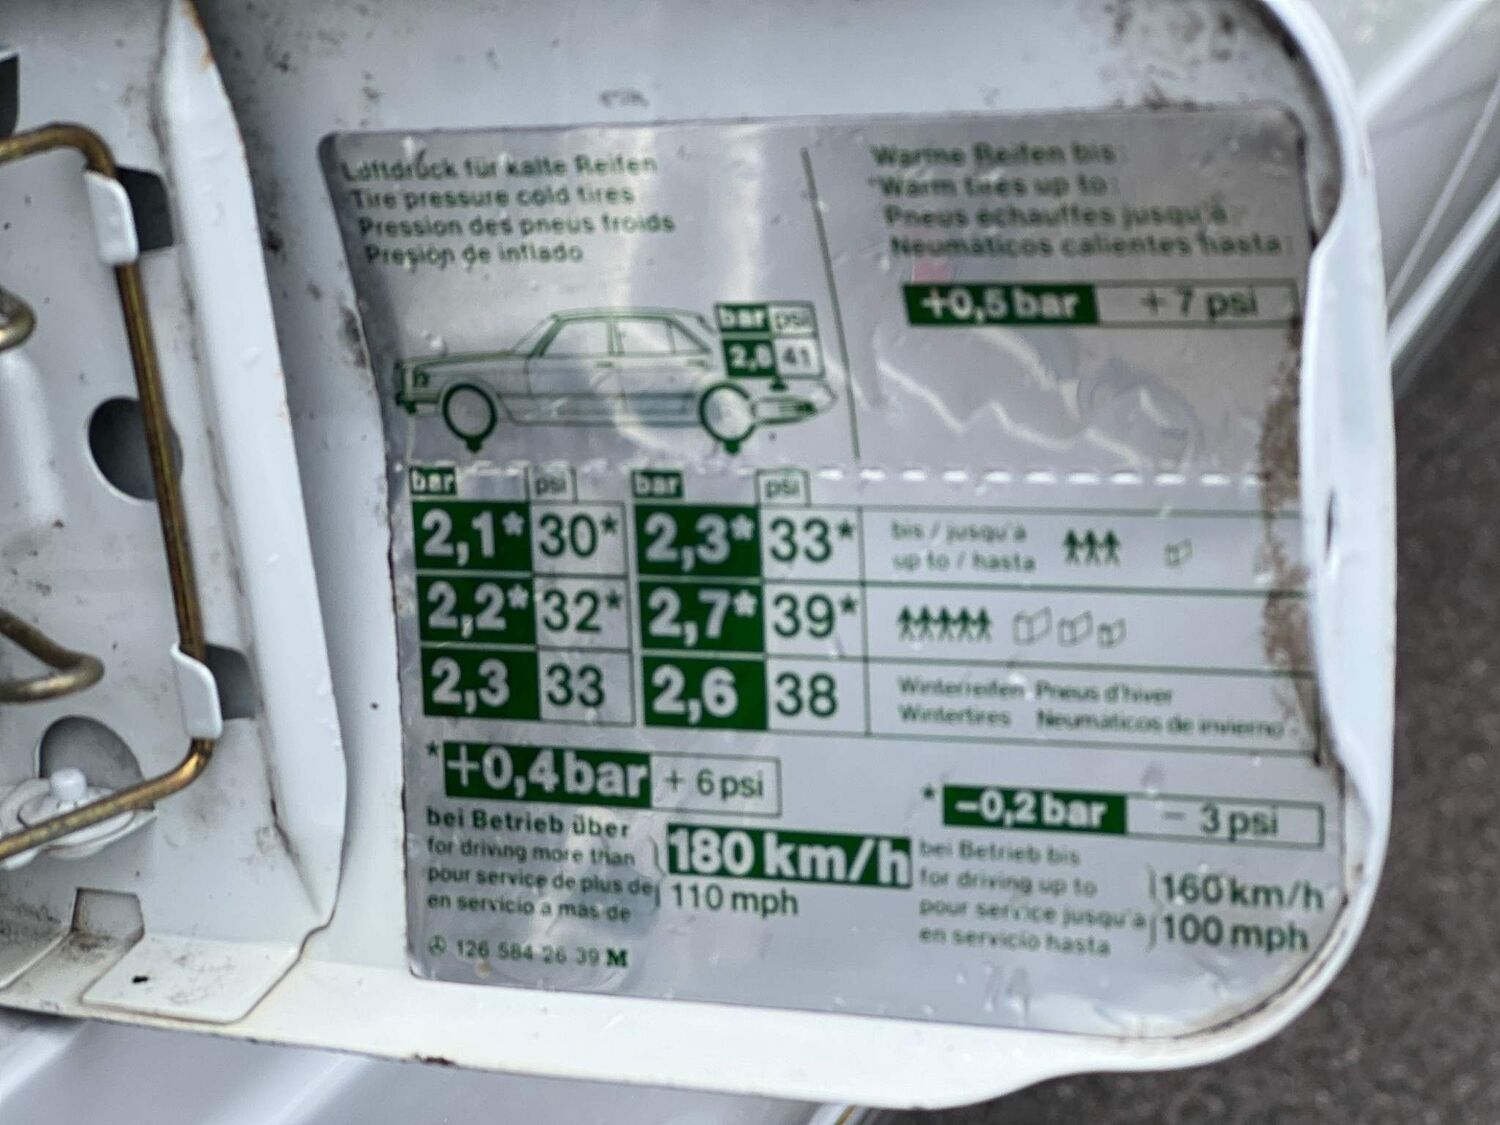 Luftdruck für kalte Reifen
Tire pressure cold tires
Pression des pneus froids
Presión de inflado
Warme Reifen bis:
Warm tires up to:
Pneus échauffés jusqu'à:
Neumáticos calientes hasta:
+0,5 bar + 7 psi
bar psi
2,8 41
bar psi bar psi
2,1* 30* 2,3* 33* bis / jusqu'à
up to / hasta
2,2* 32* 2,7* 39*
2,3 33 2,6 38 Winterreifen Pneus d'hiver
Wintertires Neumáticos de invierno
* +0,4 bar + 6 psi
bei Betrieb über
for driving more than
pour service de plus de
en servicio a más de
180 km/h
110 mph
* -0,2 bar - 3 psi
bei Betrieb bis
for driving up to
pour service jusqu'à
en servicio hasta
160 km/h
100 mph
126 584 26 39 M